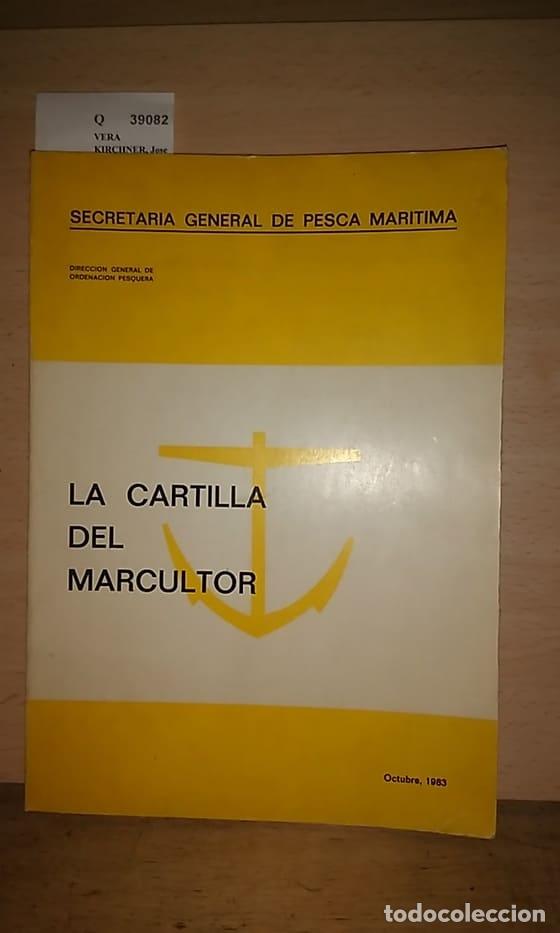 Q 39082
VERA
KIRCHNER, Jose
SECRETARIA GENERAL DE PESCA MARITIMA
DIRECCION GENERAL DE
ORDENACION PESQUERA
LA CARTILLA
DEL
MARCULTOR
Octubre, 1983
todocoleccion